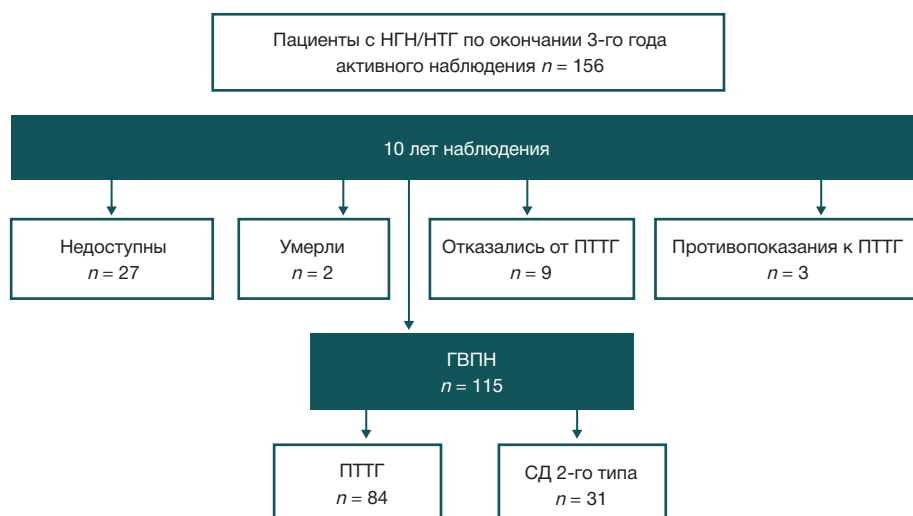 Пациенты с НГН/НТГ по окончании 3-го года
активного наблюдения n = 156
10 лет наблюдения
Недоступны
n = 27
Умерли
n = 2
Отказались от ПТТГ
n = 9
Противопоказания к ПТТГ
n = 3
ГВПН
n = 115
ПТТГ
n = 84
СД 2-го типа
n = 31